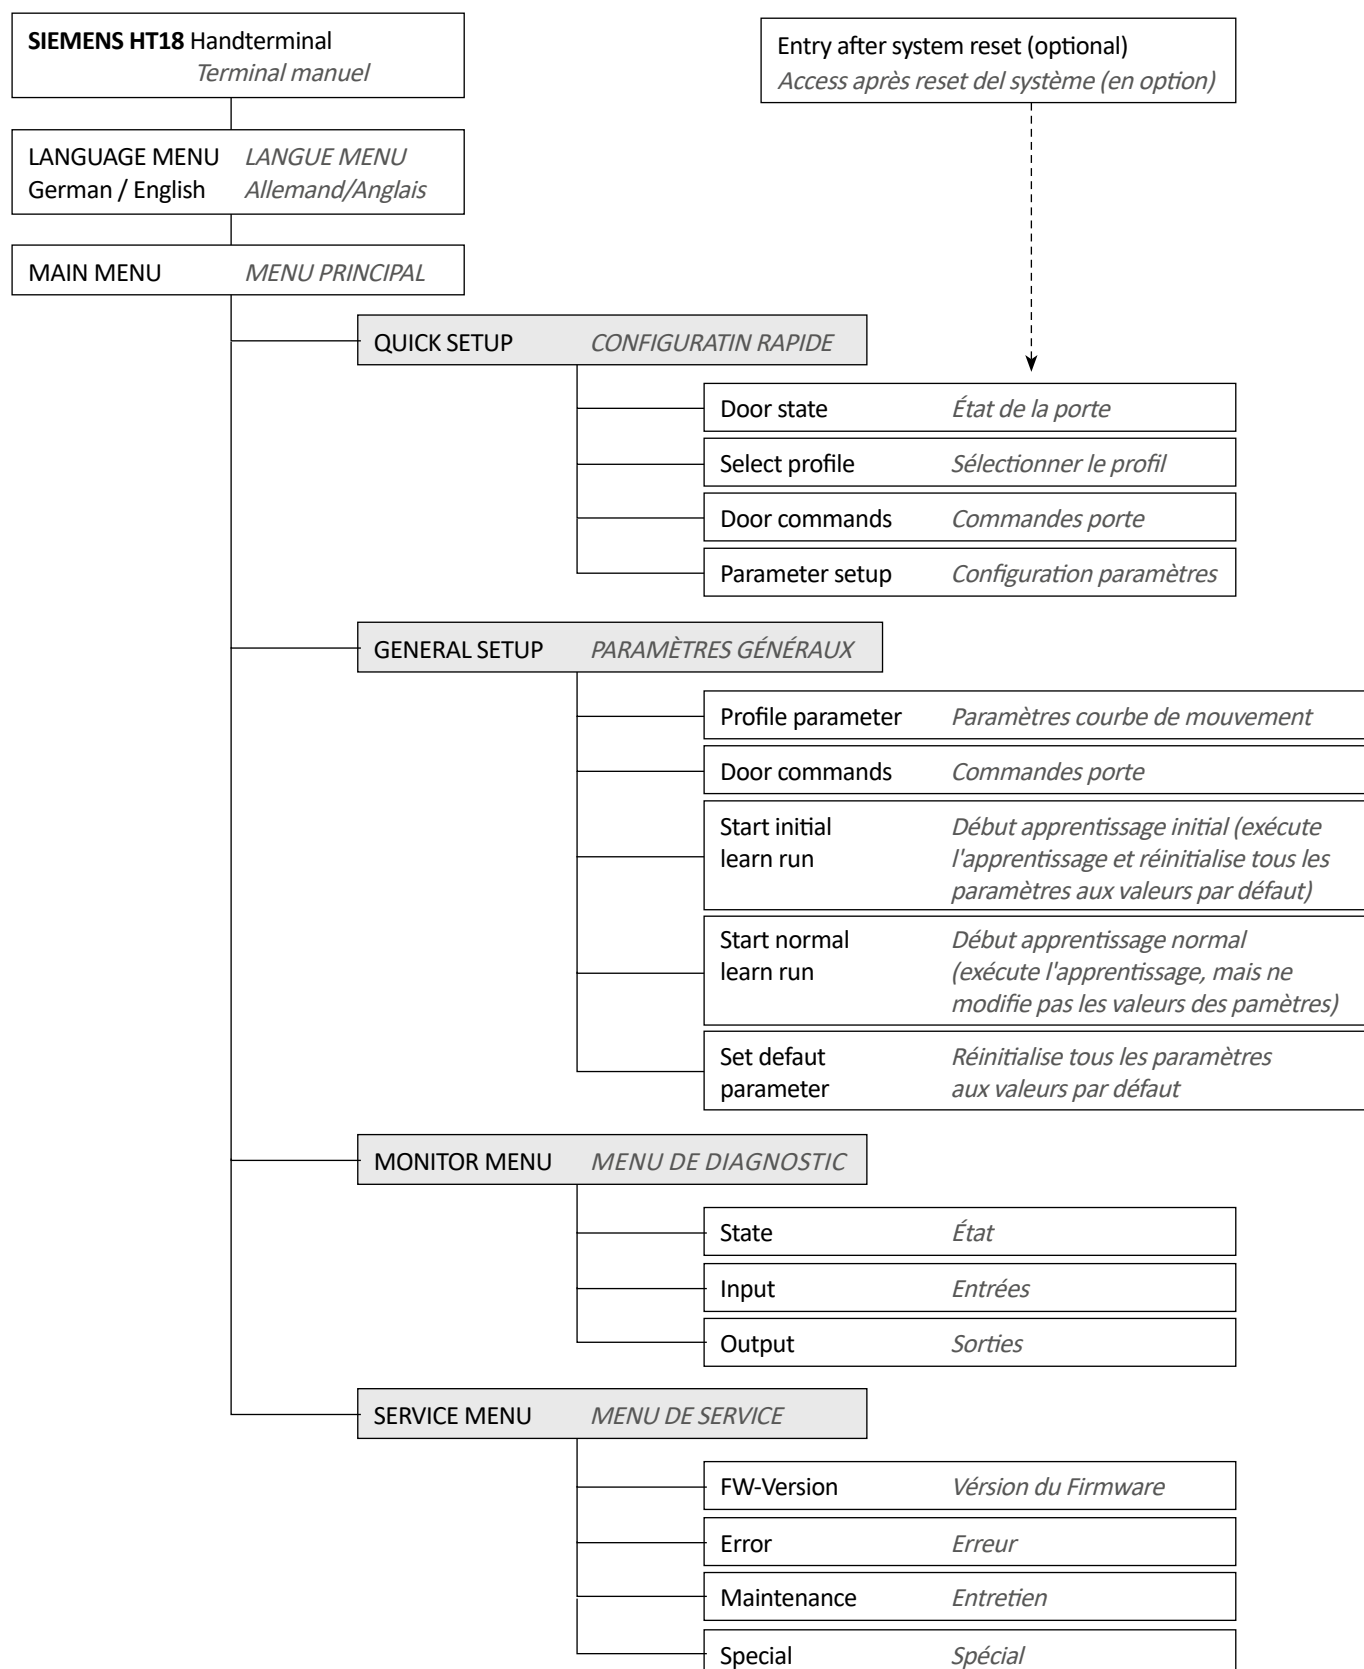 SIEMENS HT18 Handterminal
Terminal manuel
Entry after system reset (optional)
Access après reset del système (en option)
LANGUAGE MENU LANGUE MENU
German / English Allemand/Anglais
MAIN MENU MENU PRINCIPAL
QUICK SETUP CONFIGURATIN RAPIDE
Door state État de la porte
Select profile Sélectionner le profil
Door commands Commandes porte
Parameter setup Configuration paramètres
GENERAL SETUP PARAMÈTRES GÉNÉRAUX
Profile parameter Paramètres courbe de mouvement
Door commands Commandes porte
Start initial Début apprentissage initial (exécute
learn run l'apprentissage et réinitialise tous les
paramètres aux valeurs par défaut)
Start normal Début apprentissage normal
learn run (exécute l'apprentissage, mais ne
modifie pas les valeurs des pamètres)
Set defaut Réinitialise tous les paramètres
parameter aux valeurs par défaut
MONITOR MENU MENU DE DIAGNOSTIC
State État
Input Entrées
Output Sorties
SERVICE MENU MENU DE SERVICE
FW-Version Vérsion du Firmware
Error Erreur
Maintenance Entretien
Special Spécial